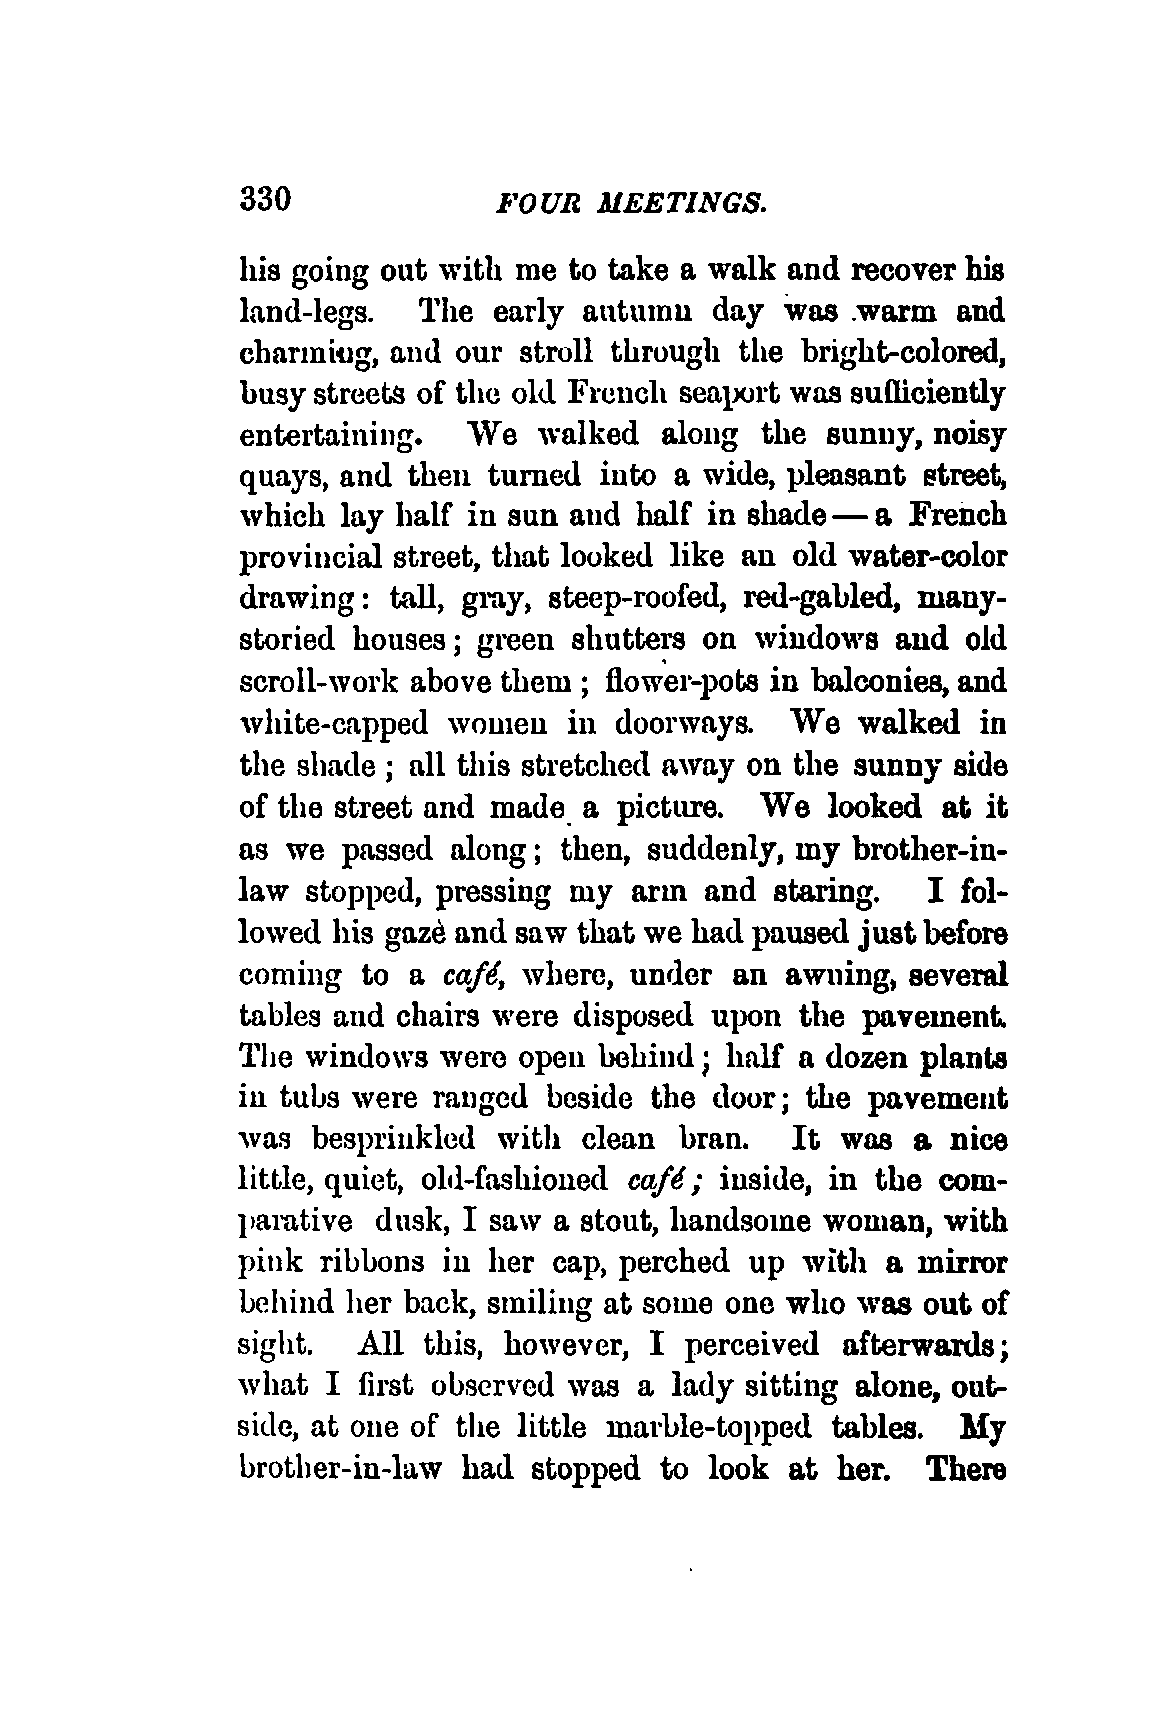 330 FOUR MEETINGS.
his going out with me to take a walk and recover his
land-legs. The early autumn day was warm and
charming, and our stroll through the bright-colored,
busy streets of the old French seaport was sufficiently
entertaining. We walked along the sunny, noisy
quays, and then turned into a wide, pleasant street,
which lay half in sun and half in shade — a French
provincial street, that looked like an old water-color
drawing: tall, gray, steep-roofed, red-gabled, many-
storied houses; green shutters on windows and old
scroll-work above them; flower-pots in balconies, and
white-capped women in doorways. We walked in
the shade; all this stretched away on the sunny side
of the street and made a picture. We looked at it
as we passed along; then, suddenly, my brother-in-
law stopped, pressing my arm and staring. I fol-
lowed his gaze and saw that we had paused just before
coming to a café, where, under an awning, several
tables and chairs were disposed upon the pavement.
The windows were open behind; half a dozen plants
in tubs were ranged beside the door; the pavement
was besprinkled with clean bran. It was a nice
little, quiet, old-fashioned café; inside, in the com-
parative dusk, I saw a stout, handsome woman, with
pink ribbons in her cap, perched up with a mirror
behind her back, smiling at some one who was out of
sight. All this, however, I perceived afterwards;
what I first observed was a lady sitting alone, out-
side, at one of the little marble-topped tables. My
brother-in-law had stopped to look at her. There